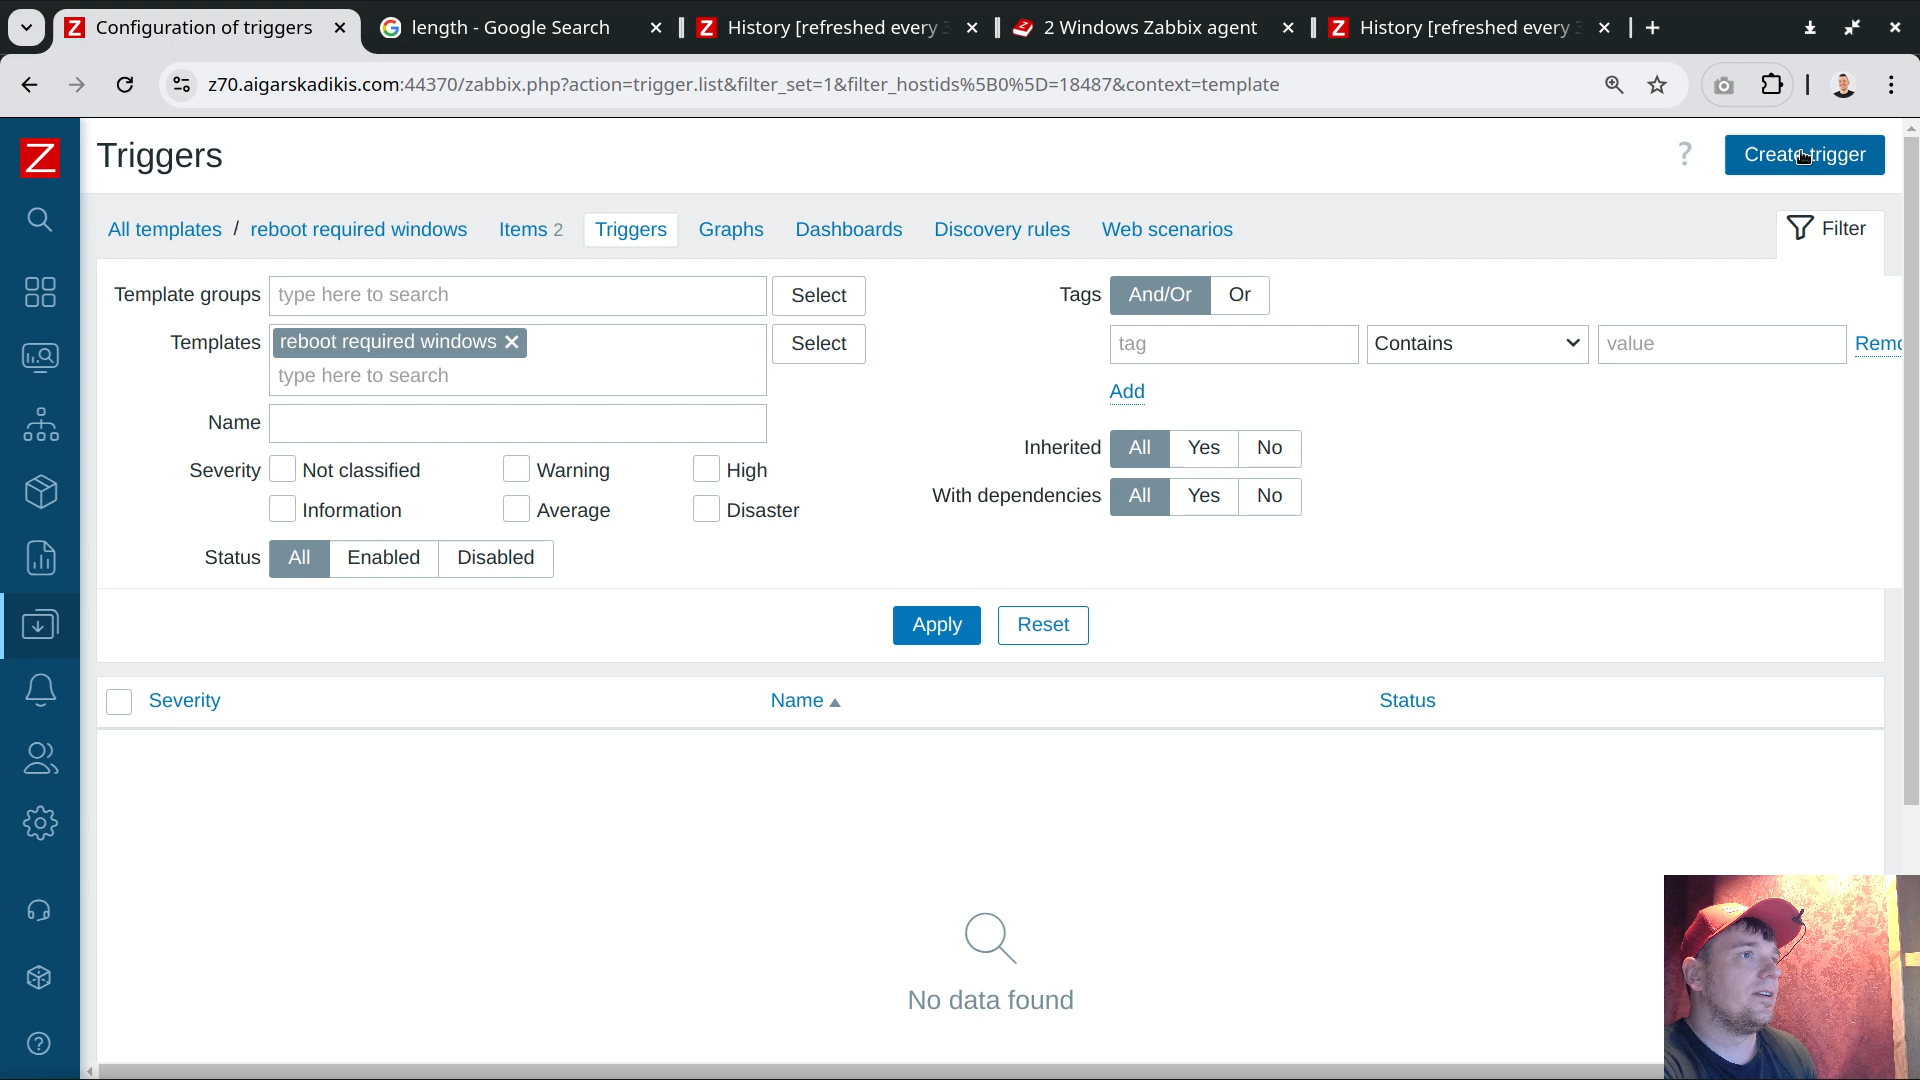 Configuration of triggers
length - Google Search
History [refreshed every
2 Windows Zabbix agent
History [refreshed every
z70.aigarskadikis.com:44370/zabbix.php?action=trigger.list&filter_set=1&filter_hostids%5B0%5D=18487&context=template
Z
Triggers
?
Create trigger
All templates / reboot required windows
Items 2
Triggers
Graphs
Dashboards
Discovery rules
Web scenarios
Filter
Template groups
type here to search
Select
Tags
And/Or
Or
Templates
reboot required windows
type here to search
Select
tag
Contains
value
Remo
Add
Name
Severity
Not classified
Warning
High
Information
Average
Disaster
Inherited
All
Yes
No
With dependencies
All
Yes
No
Status
All
Enabled
Disabled
Apply
Reset
Severity
Name
Status
No data found